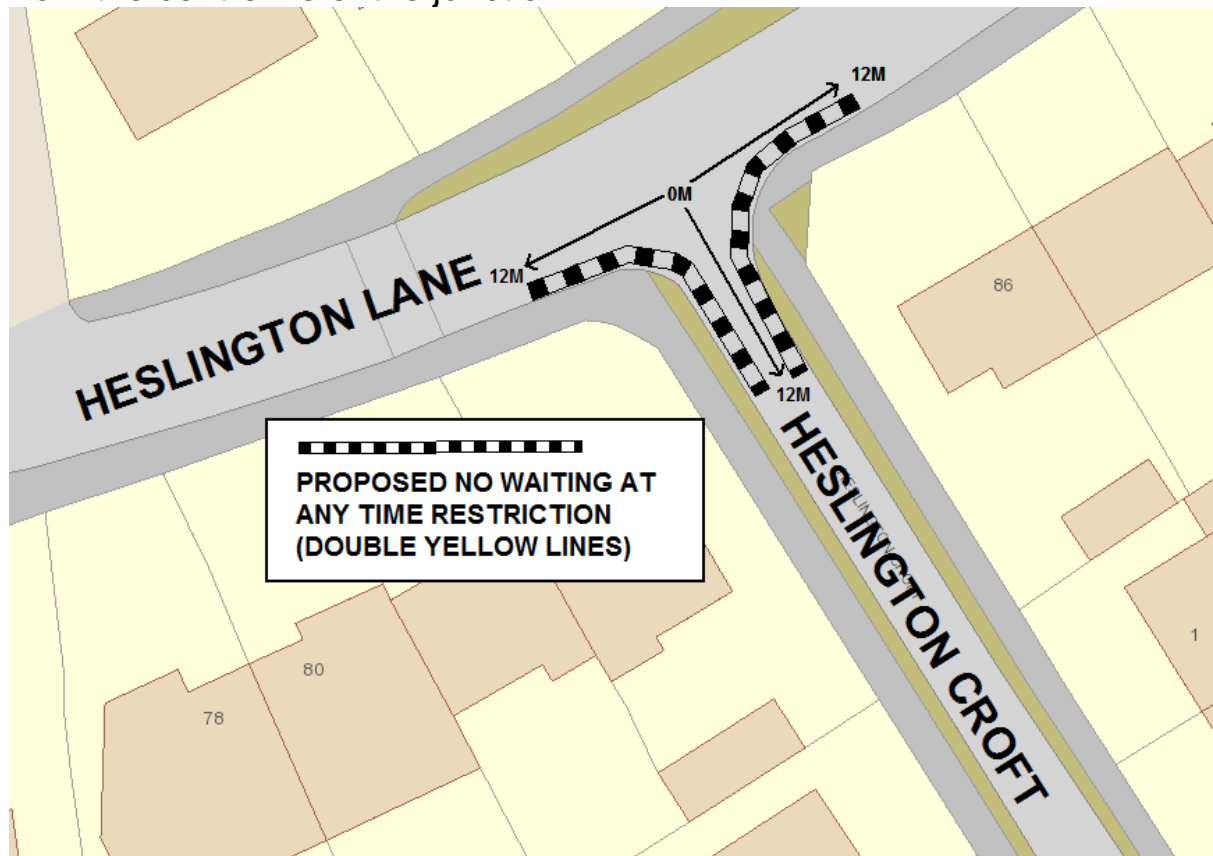 12M
0M
12M
HESLINGTON LANE
86
12M
HESLINGTON CROFT
PROPOSED NO WAITING AT
ANY TIME RESTRICTION
(DOUBLE YELLOW LINES)
1
80
78